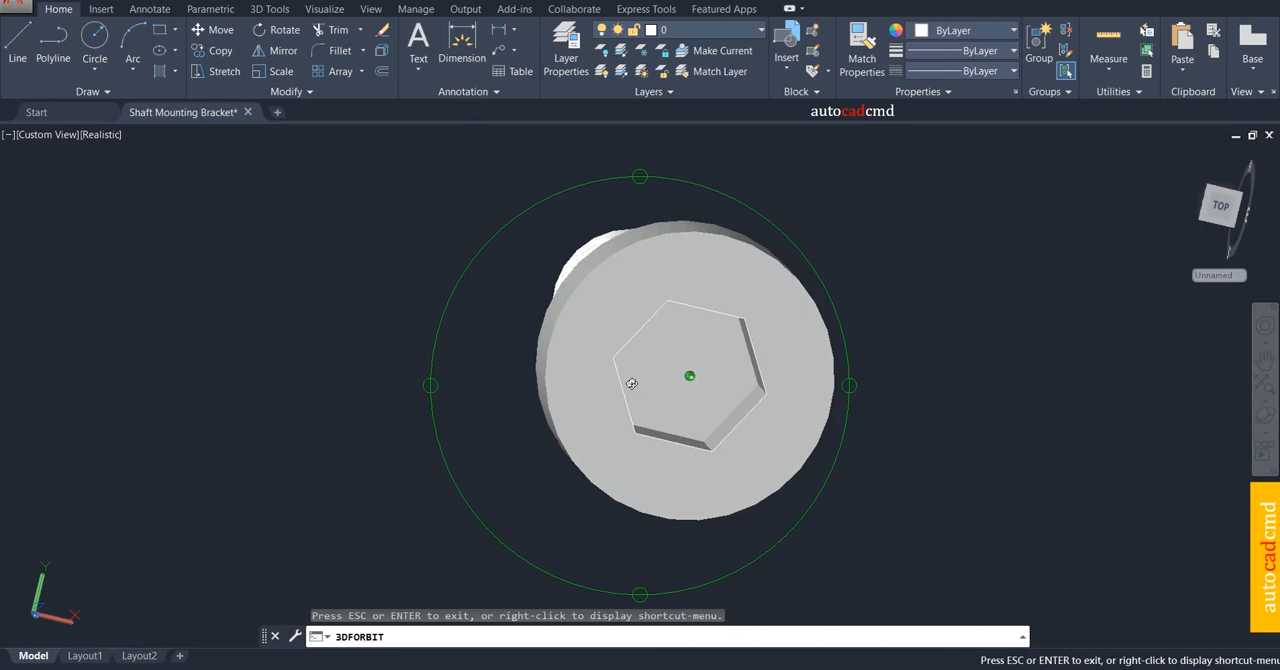 Home Insert Annotate Parametric 3D Tools Visualize View Manage Output Add-ins Collaborate Express Tools Featured Apps
Line Polyline Circle Arc
Move Rotate Trim
Copy Mirror Fillet
Stretch Scale Array
Text Dimension Table
Layer Properties
0
Make Current
Match Layer
Insert
Match Properties
ByLayer
ByLayer
ByLayer
Group
Measure
Paste
Base
Draw Modify Annotation Layers Block Properties Groups Utilities Clipboard View
Start Shaft Mounting Bracket*
autocadcmd
[−][Custom View][Realistic]
TOP
Unnamed
autocadcmd
Y
X
Press ESC or ENTER to exit, or right-click to display shortcut-menu.
3DFORBIT
Model Layout1 Layout2
Press ESC or ENTER to exit, or right-click to display shortcut-menu